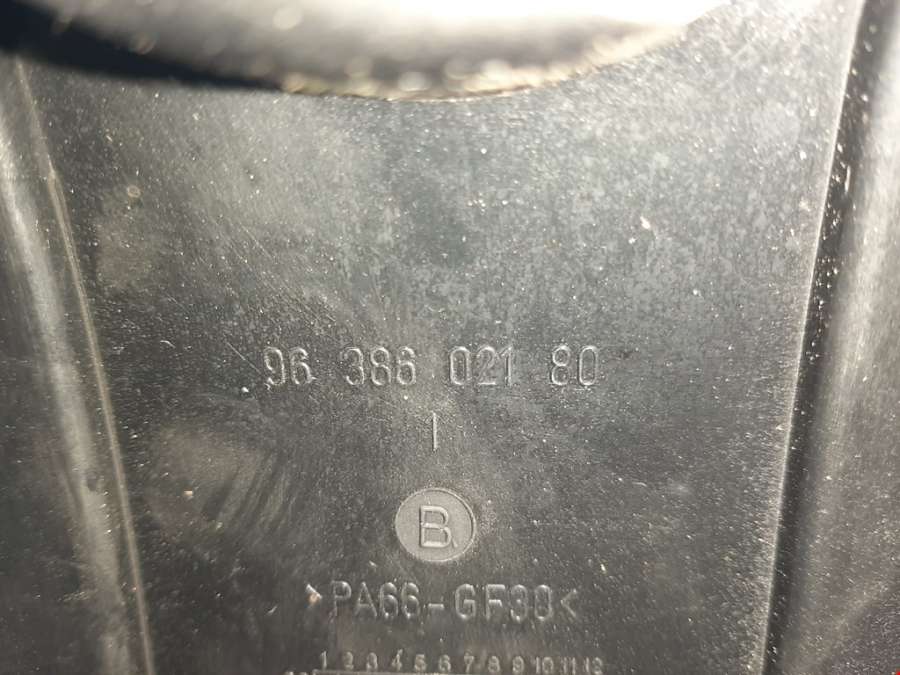 96 386 021 80
I
B
>PA66-GF30<
1 2 3 4 5 6 7 8 9 10 11 12